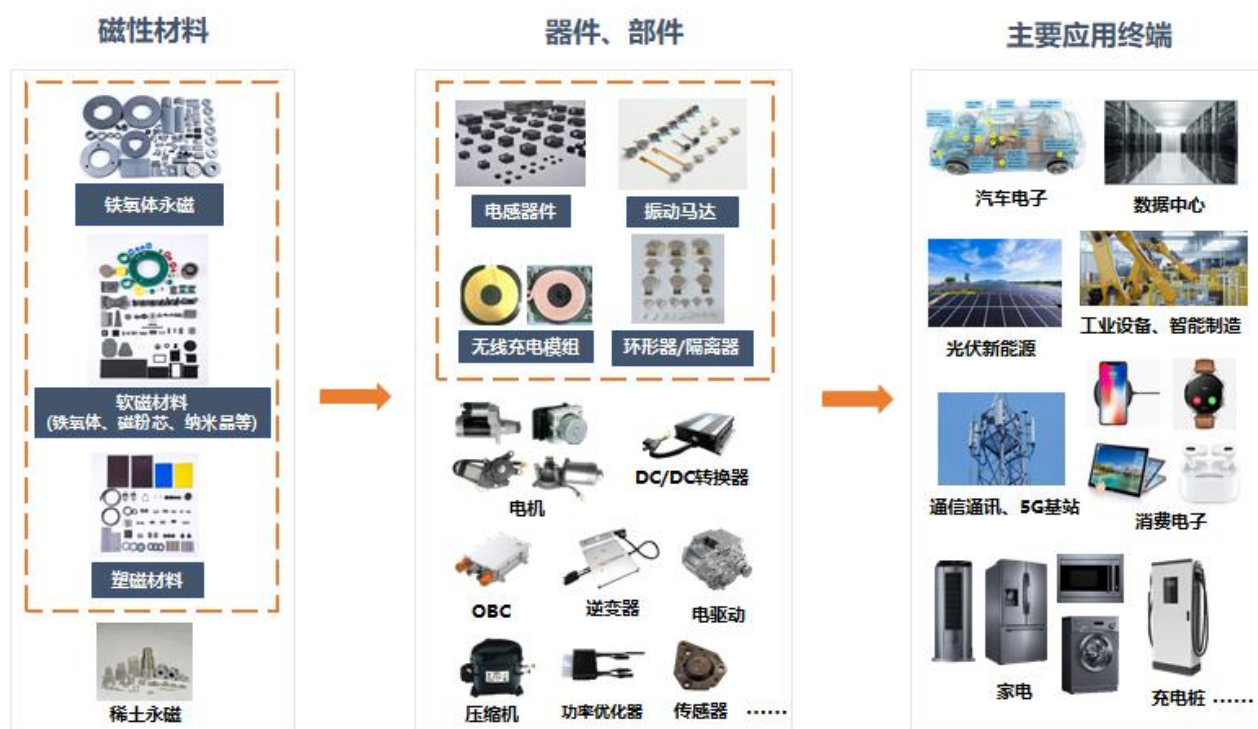 磁性材料
器件、部件
主要应用终端
铁氧体永磁
软磁材料
(铁氧体、磁粉芯、纳米晶等)
塑磁材料
稀土永磁
电感器件
振动马达
无线充电模组
环形器/隔离器
电机
DC/DC转换器
OBC
逆变器
电驱动
压缩机
功率优化器
传感器
......
汽车电子
数据中心
光伏新能源
工业设备、智能制造
通信通讯、5G基站
消费电子
家电
充电桩
......